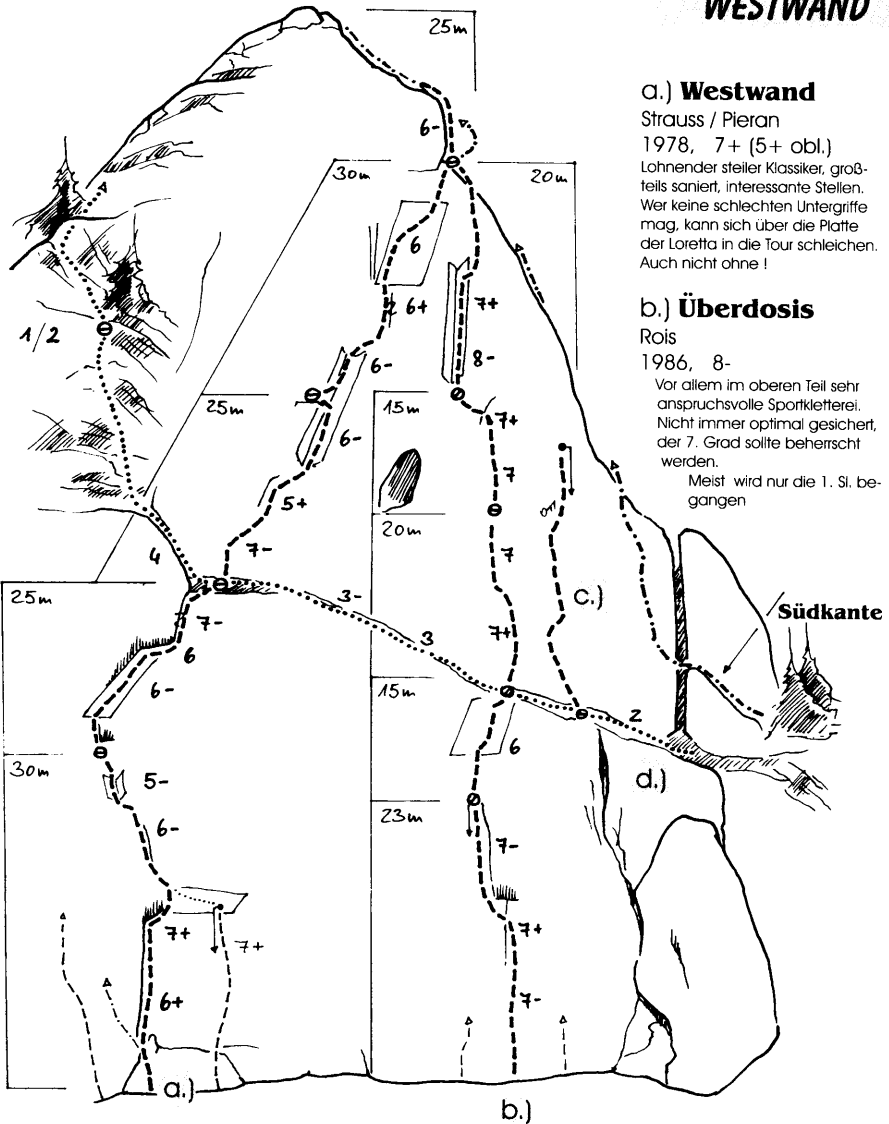 WESTWAND
a.) Westwand
Strauss / Pieran
1978, 7+ (5+ obl.)
Lohnender steiler Klassiker, groß-
teils saniert, interessante Stellen.
Wer keine schlechten Untergriffe
mag, kann sich über die Platte
der Loretta in die Tour schleichen.
Auch nicht ohne !
b.) Überdosis
Rois
1986, 8-
Vor allem im oberen Teil sehr
anspruchsvolle Sportkletterei.
Nicht immer optimal gesichert,
der 7. Grad sollte beherrscht
werden.
Meist wird nur die 1. Sl. be-
gangen
25m
6-
30m
20m
6
6+
7+
1/2
6-
8-
25m
15m
7+
6-
7
5+
20m
4
7-
7
25m
3-
c.)
Südkante
7-
3
7+
6
6-
15m
2
6
30m
d.)
5-
23m
6-
7-
7+
7+
7+
6+
7-
a.)
b.)